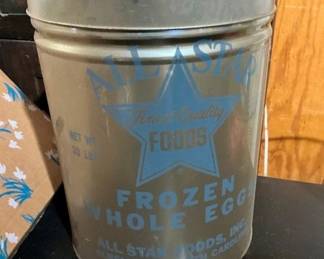 ALL STAR
Finest Quality
FOODS
NET WT
30 LB
FROZEN
WHOLE EGG
ALL STAR FOODS, INC.